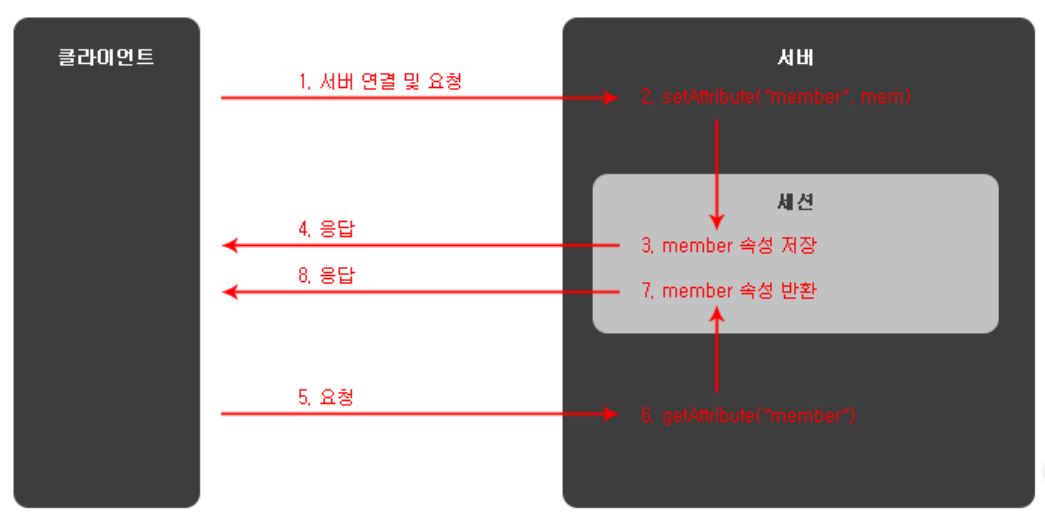 클라이언트
서버
1, 서버 연결 및 요청
2, setAttribute("member", mem)
세션
4, 응답
3, member 속성 저장
8, 응답
7, member 속성 반환
5, 요청
6, getAttribute("member")